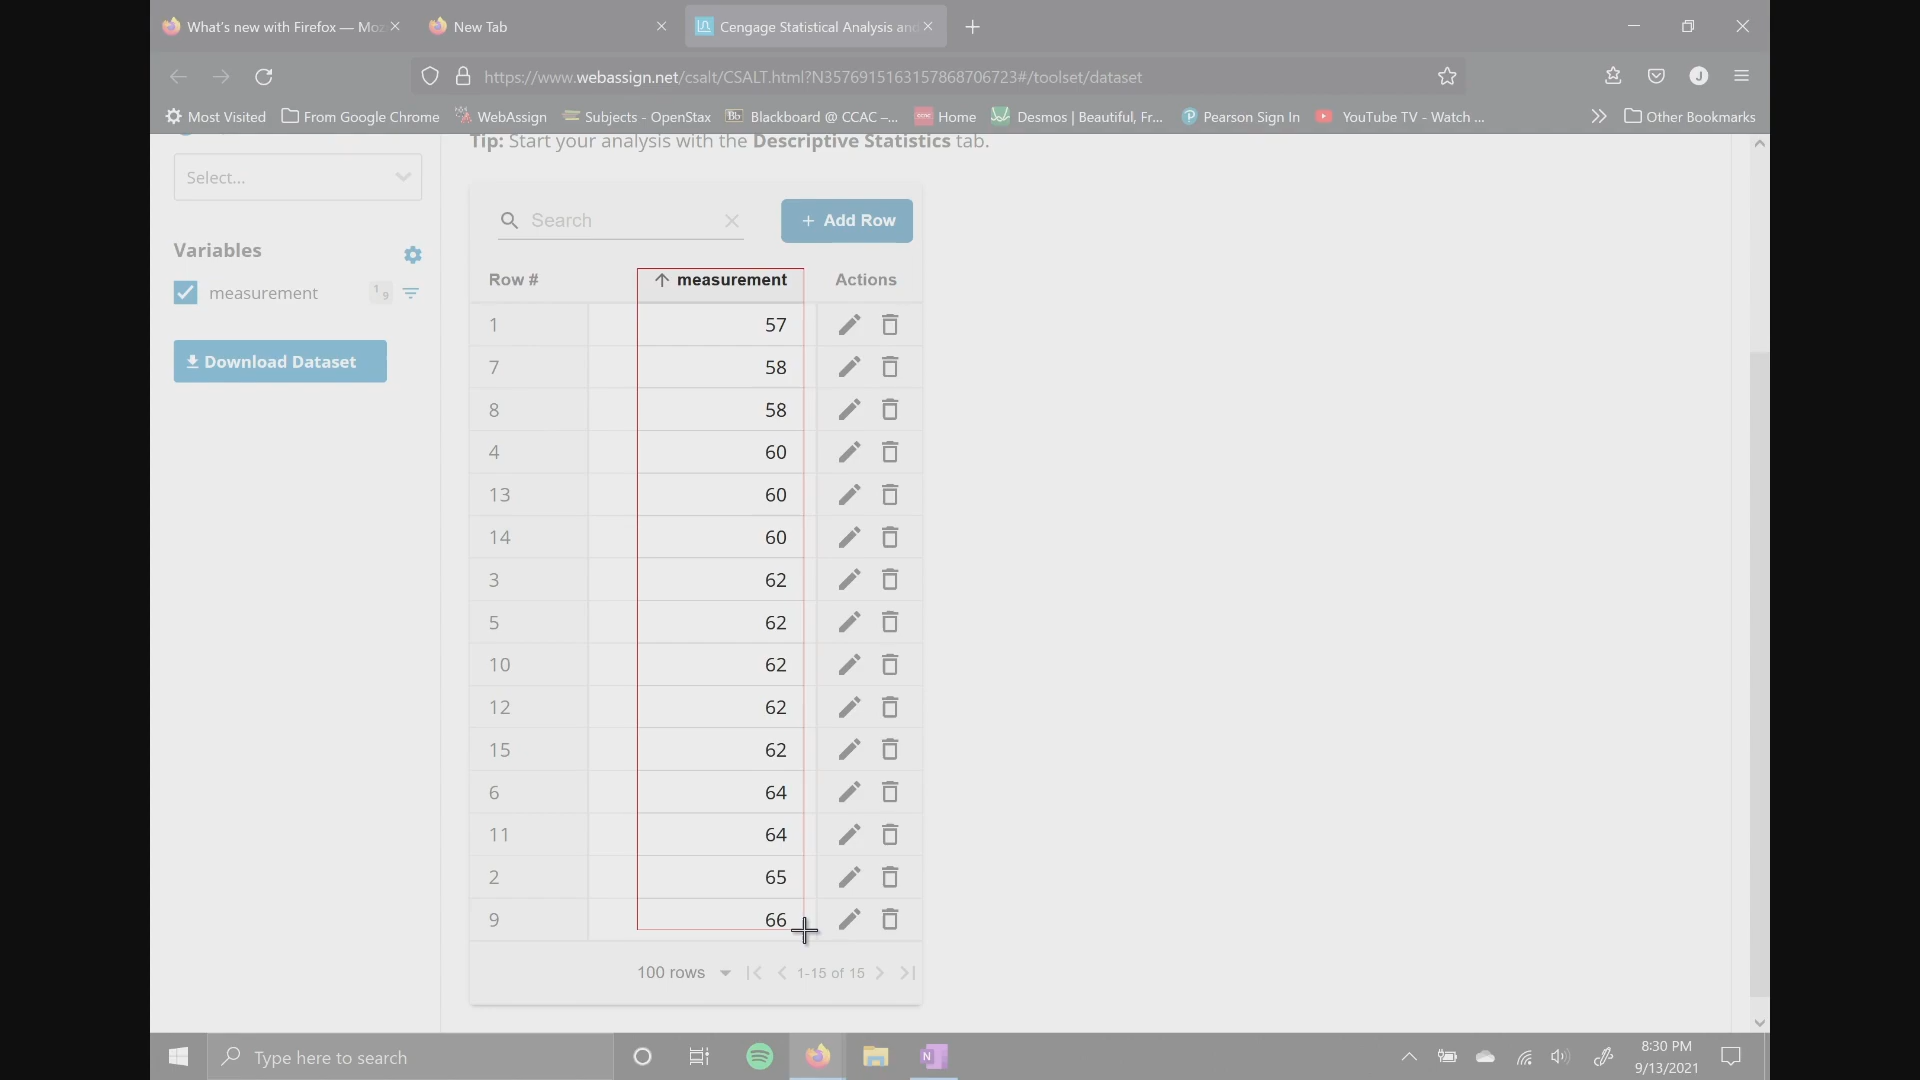 What's new with Firefox — Moz
New Tab
Cengage Statistical Analysis and
https://www.webassign.net/csalt/CSALT.html?N3576915163157868706723#/toolset/dataset
Most Visited
From Google Chrome
WebAssign
Subjects - OpenStax
Bb Blackboard @ CCAC –...
Home
Desmos | Beautiful, Fr...
Pearson Sign In
YouTube TV - Watch ...
Other Bookmarks
Tip: Start your analysis with the Descriptive Statistics tab.
Select...
Variables
measurement
Download Dataset
Search
+ Add Row
Row # measurement Actions
1 57
7 58
8 58
4 60
13 60
14 60
3 62
5 62
10 62
12 62
15 62
6 64
11 64
2 65
9 66
100 rows 1-15 of 15
Type here to search
8:30 PM
9/13/2021